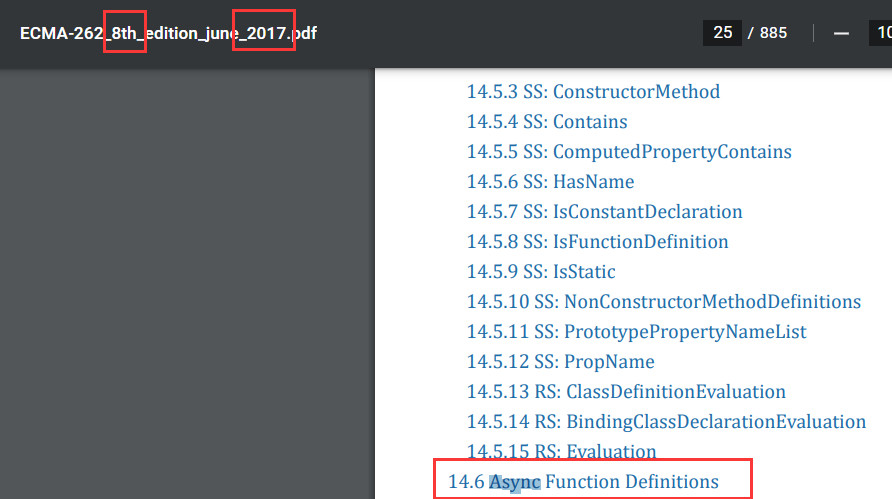 ECMA-262_8th_edition_june_2017.pdf
25 / 885
10
14.5.3 SS: ConstructorMethod
14.5.4 SS: Contains
14.5.5 SS: ComputedPropertyContains
14.5.6 SS: HasName
14.5.7 SS: IsConstantDeclaration
14.5.8 SS: IsFunctionDefinition
14.5.9 SS: IsStatic
14.5.10 SS: NonConstructorMethodDefinitions
14.5.11 SS: PrototypePropertyNameList
14.5.12 SS: PropName
14.5.13 RS: ClassDefinitionEvaluation
14.5.14 RS: BindingClassDeclarationEvaluation
14.5.15 RS: Evaluation
14.6 Async Function Definitions